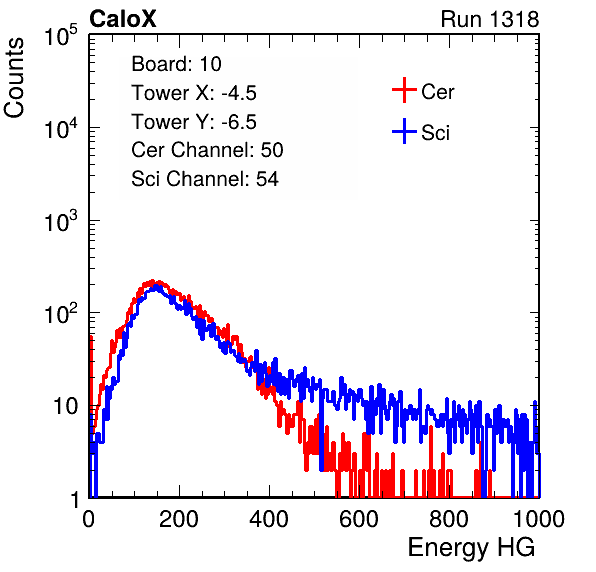 CaloX Run 1318
Counts
10^5
10^4
10^3
10^2
10
1
Board: 10
Tower X: -4.5
Tower Y: -6.5
Cer Channel: 50
Sci Channel: 54
Cer
Sci
0 200 400 600 800 1000
Energy HG